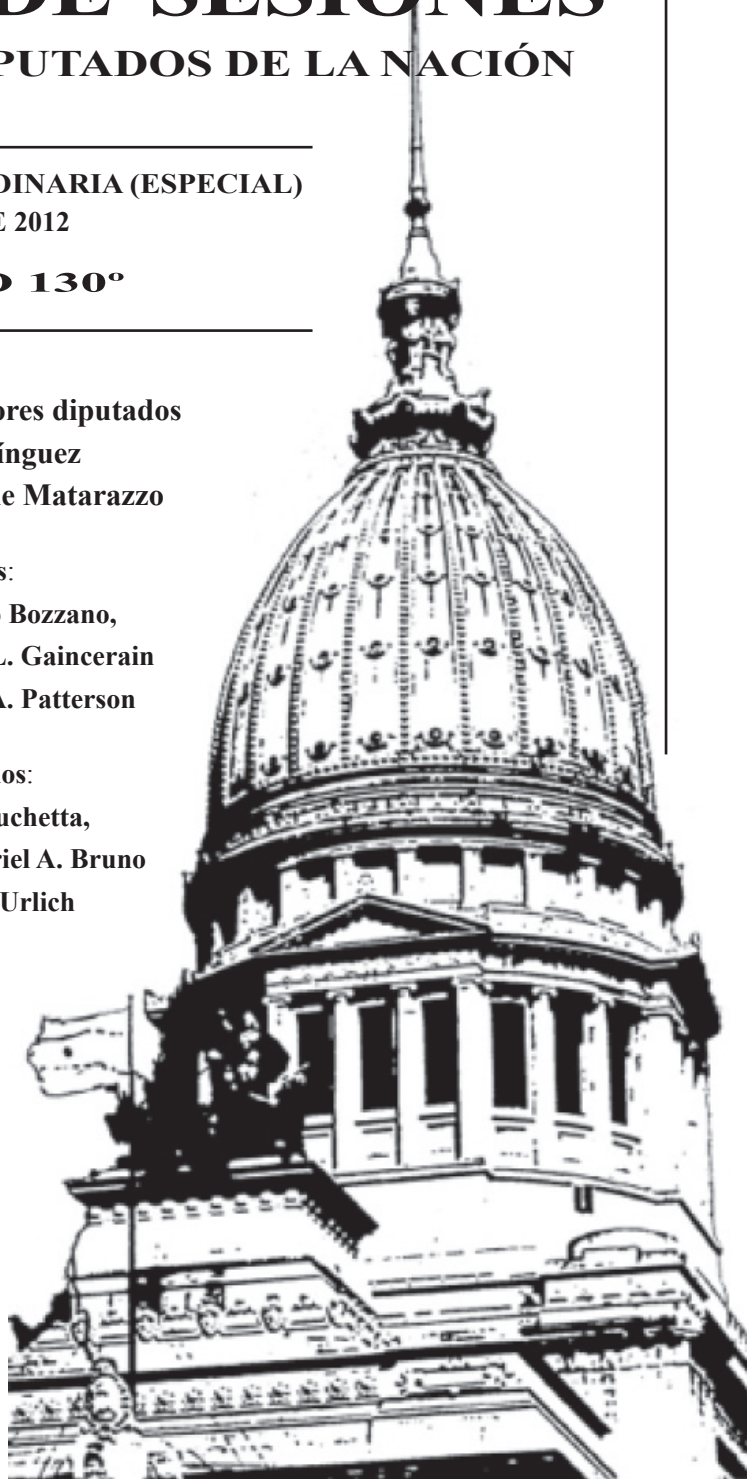 DE SESIONES
PUTADOS DE LA NACIÓN
DINARIA (ESPECIAL)
E 2012
O 130º
ores diputados
ínguez
e Matarazzo
s:
o Bozzano,
L. Gaincerain
A. Patterson
os:
uchetta,
riel A. Bruno
Urlich